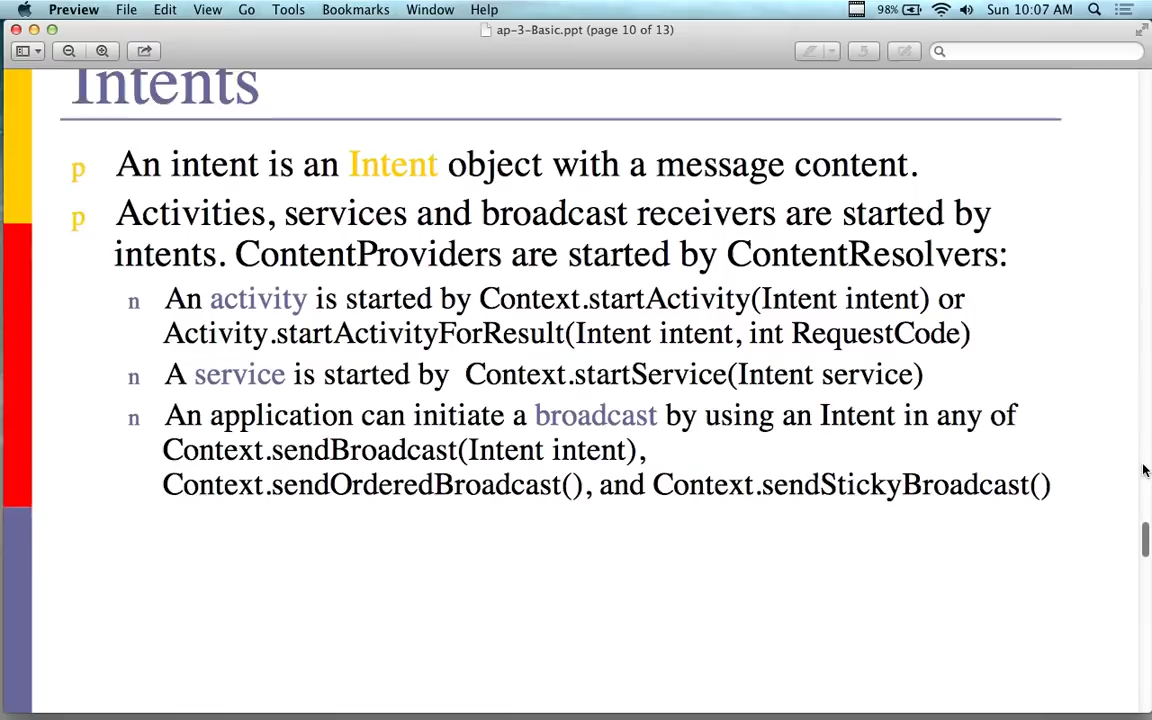 Preview File Edit View Go Tools Bookmarks Window Help 98% Sun 10:07 AM
ap-3-Basic.ppt (page 10 of 13)
Intents
p An intent is an Intent object with a message content.
p Activities, services and broadcast receivers are started by
intents. ContentProviders are started by ContentResolvers:
n An activity is started by Context.startActivity(Intent intent) or
Activity.startActivityForResult(Intent intent, int RequestCode)
n A service is started by Context.startService(Intent service)
n An application can initiate a broadcast by using an Intent in any of
Context.sendBroadcast(Intent intent),
Context.sendOrderedBroadcast(), and Context.sendStickyBroadcast()